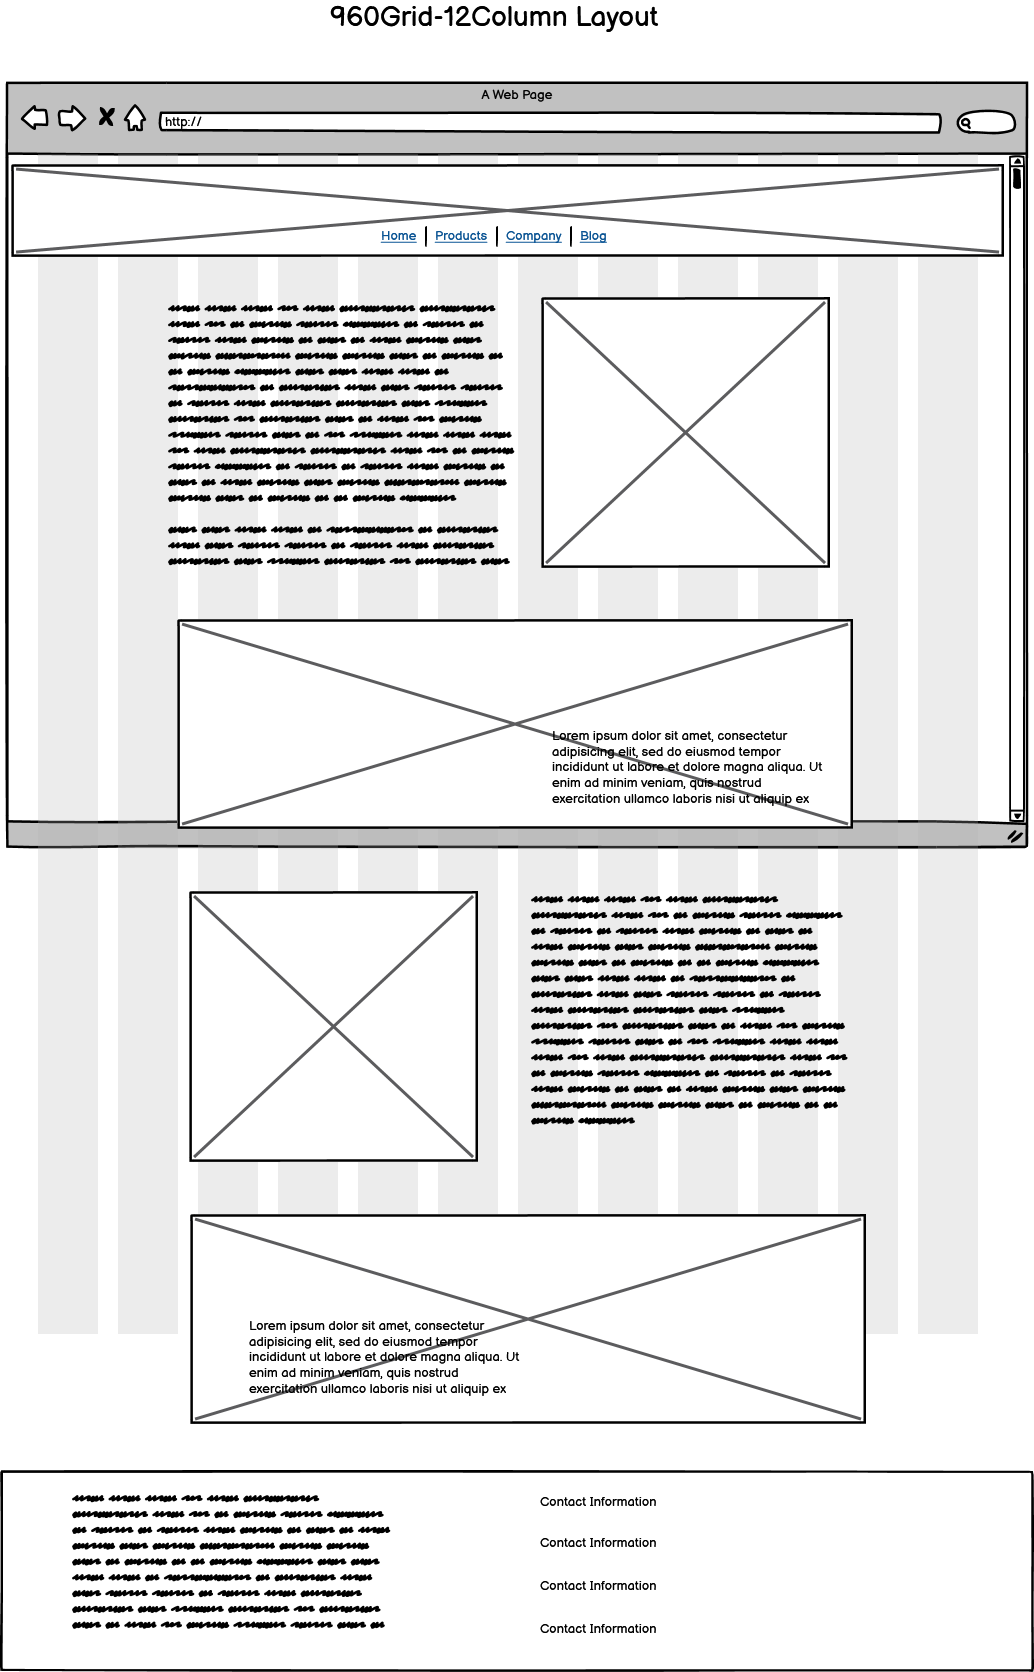 960Grid-12Column Layout
A Web Page
http://
Home | Products | Company | Blog
Lorem ipsum dolor sit amet, consectetur
adipisicing elit, sed do eiusmod tempor
incididunt ut labore et dolore magna aliqua. Ut
enim ad minim veniam, quis nostrud
exercitation ullamco laboris nisi ut aliquip ex
Lorem ipsum dolor sit amet, consectetur
adipisicing elit, sed do eiusmod tempor
incididunt ut labore et dolore magna aliqua. Ut
enim ad minim veniam, quis nostrud
exercitation ullamco laboris nisi ut aliquip ex
Contact Information
Contact Information
Contact Information
Contact Information